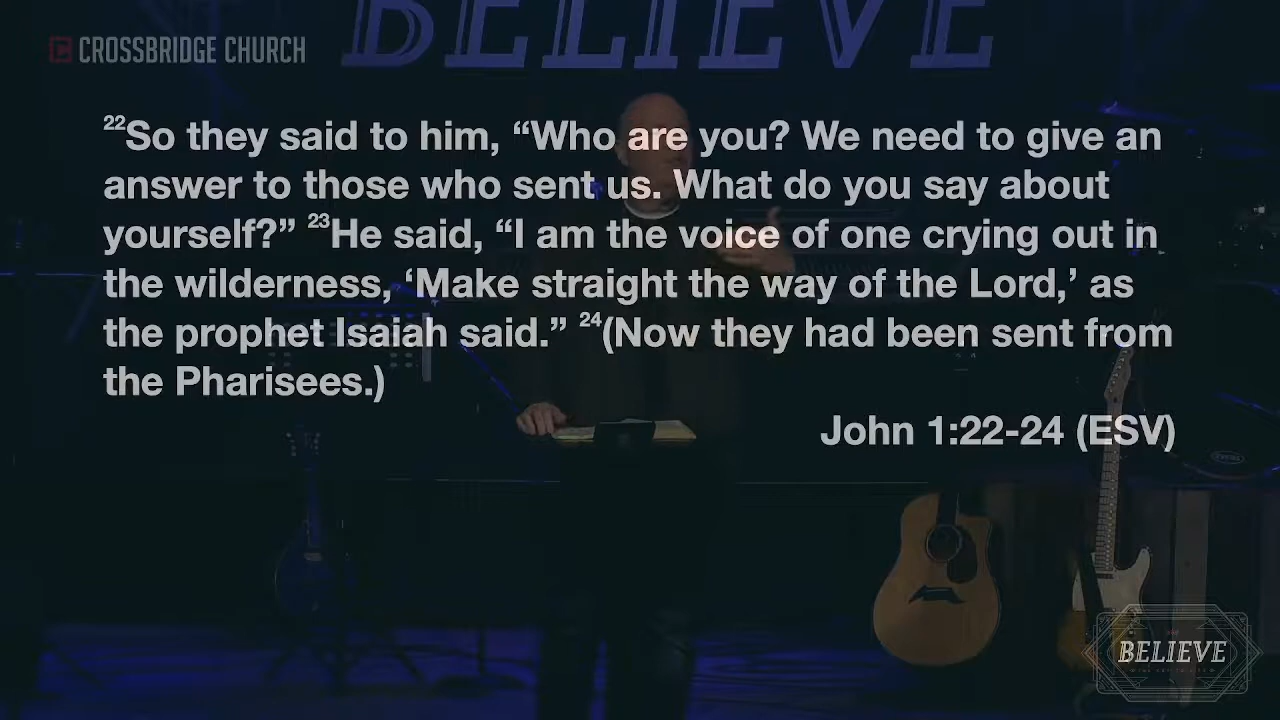 BELIEVE
CROSSBRIDGE CHURCH
22So they said to him, “Who are you? We need to give an
answer to those who sent us. What do you say about
yourself?” 23He said, “I am the voice of one crying out in
the wilderness, ‘Make straight the way of the Lord,’ as
the prophet Isaiah said.” 24(Now they had been sent from
the Pharisees.)
John 1:22-24 (ESV)
BELIEVE